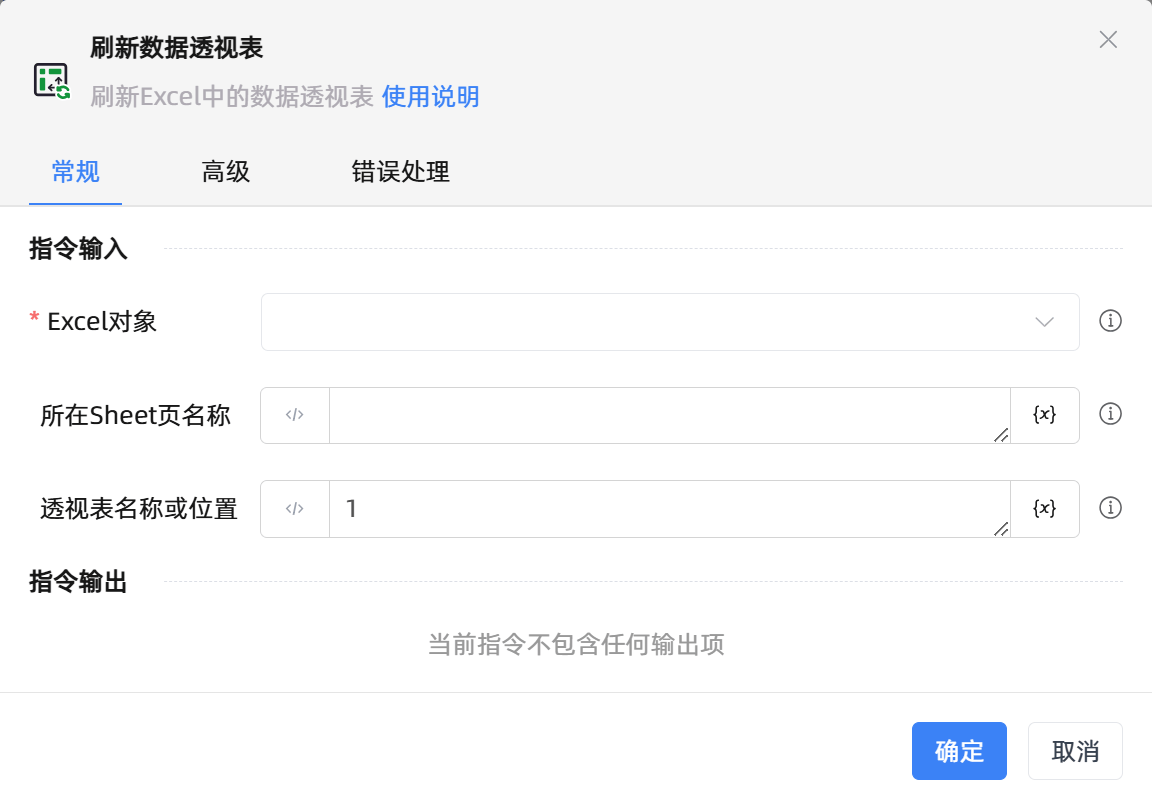 刷新数据透视表
刷新Excel中的数据透视表 使用说明
常规 高级 错误处理
指令输入
* Excel对象
所在Sheet页名称 </> {x}
透视表名称或位置 </> 1 {x}
指令输出
当前指令不包含任何输出项
确定 取消